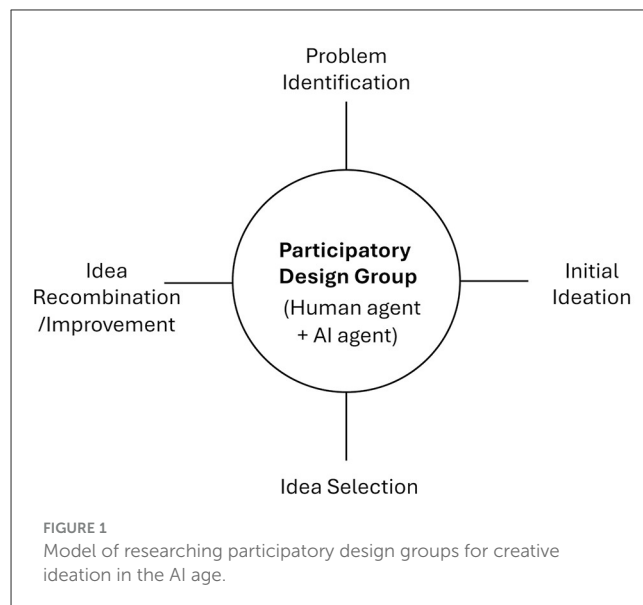 Problem
Identification
Participatory
Design Group
(Human agent
+ AI agent)
Idea
Recombination
/Improvement
Initial
Ideation
Idea Selection
FIGURE 1
Model of researching participatory design groups for creative
ideation in the AI age.